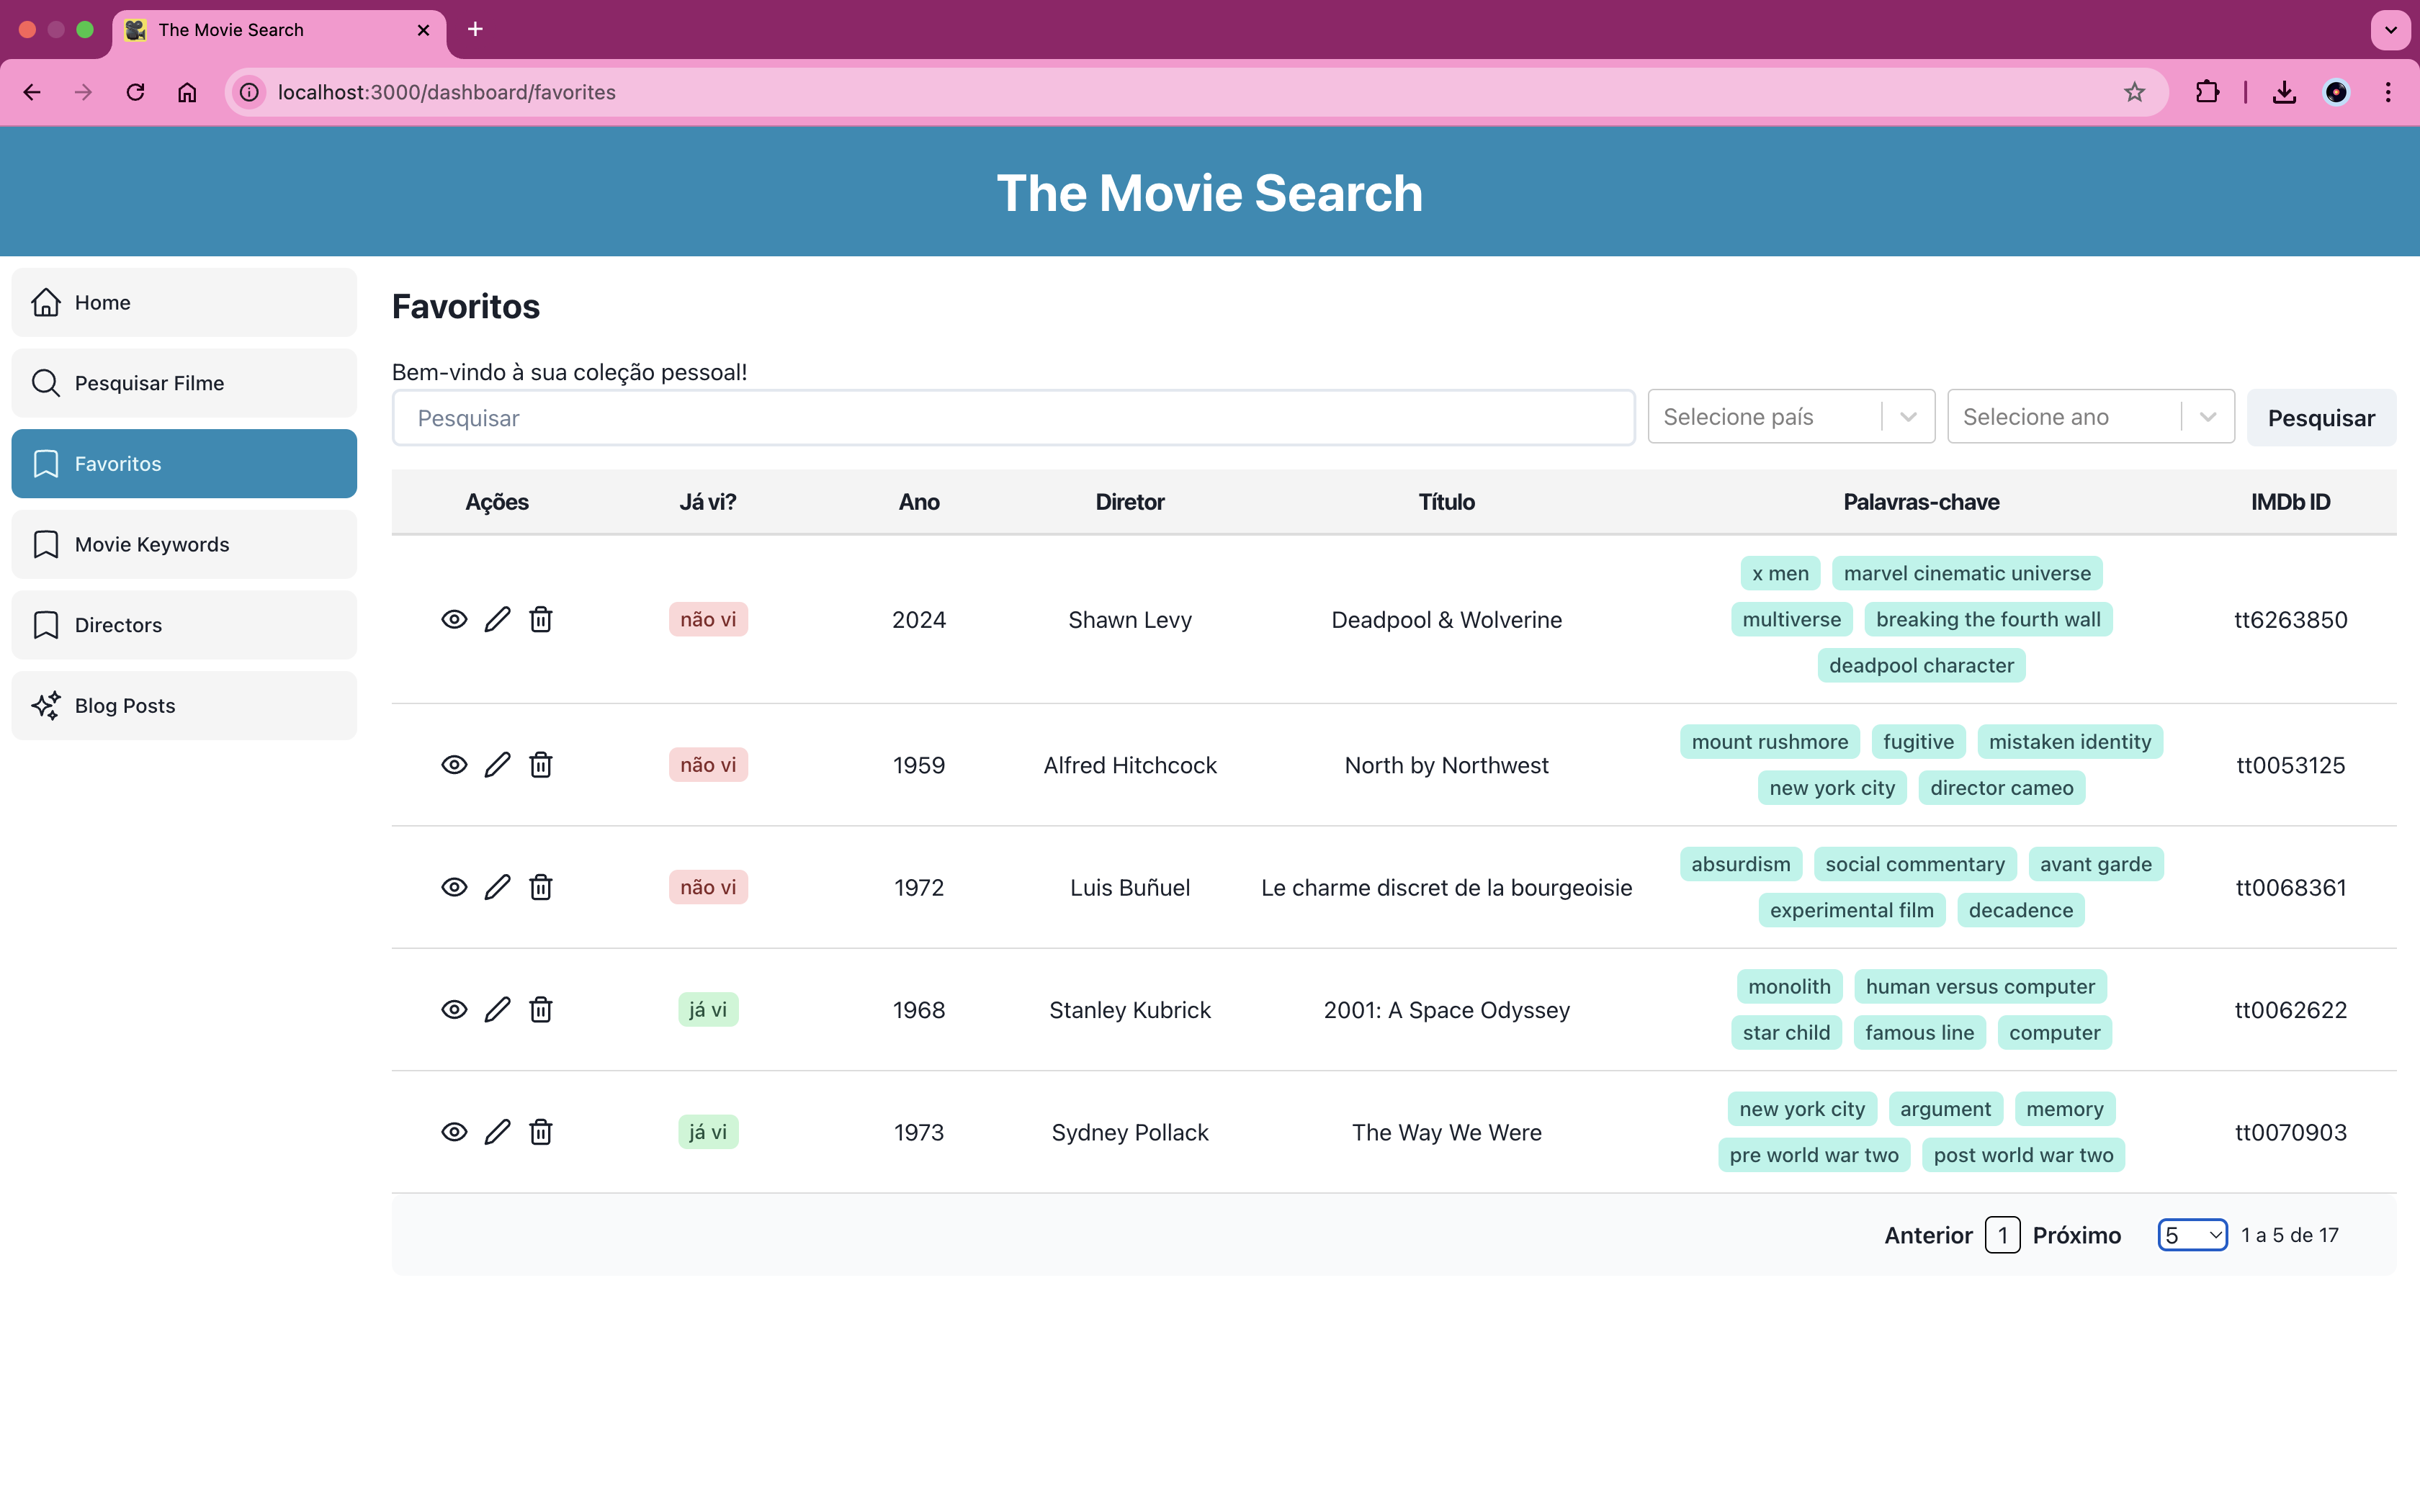 The Movie Search
localhost:3000/dashboard/favorites
The Movie Search
Home
Pesquisar Filme
Favoritos
Movie Keywords
Directors
Blog Posts
Favoritos
Bem-vindo à sua coleção pessoal!
Pesquisar Selecione país Selecione ano Pesquisar
Ações Já vi? Ano Diretor Título Palavras-chave IMDb ID
x men marvel cinematic universe
não vi 2024 Shawn Levy Deadpool & Wolverine multiverse breaking the fourth wall tt6263850
deadpool character
mount rushmore fugitive mistaken identity
não vi 1959 Alfred Hitchcock North by Northwest tt0053125
new york city director cameo
absurdism social commentary avant garde
não vi 1972 Luis Buñuel Le charme discret de la bourgeoisie tt0068361
experimental film decadence
monolith human versus computer
já vi 1968 Stanley Kubrick 2001: A Space Odyssey tt0062622
star child famous line computer
new york city argument memory
já vi 1973 Sydney Pollack The Way We Were tt0070903
pre world war two post world war two
Anterior 1 Próximo 5 1 a 5 de 17